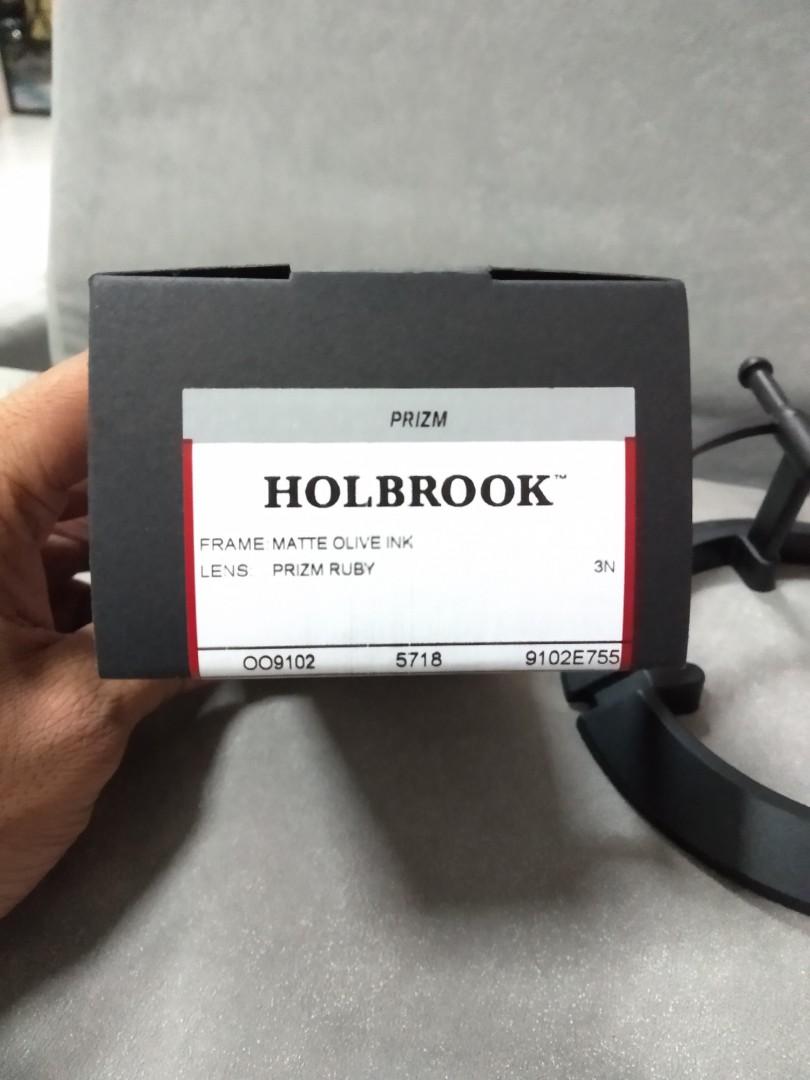 PRIZM
HOLBROOK™
FRAME: MATTE OLIVE INK
LENS: PRIZM RUBY 3N
OO9102 5718 9102E755